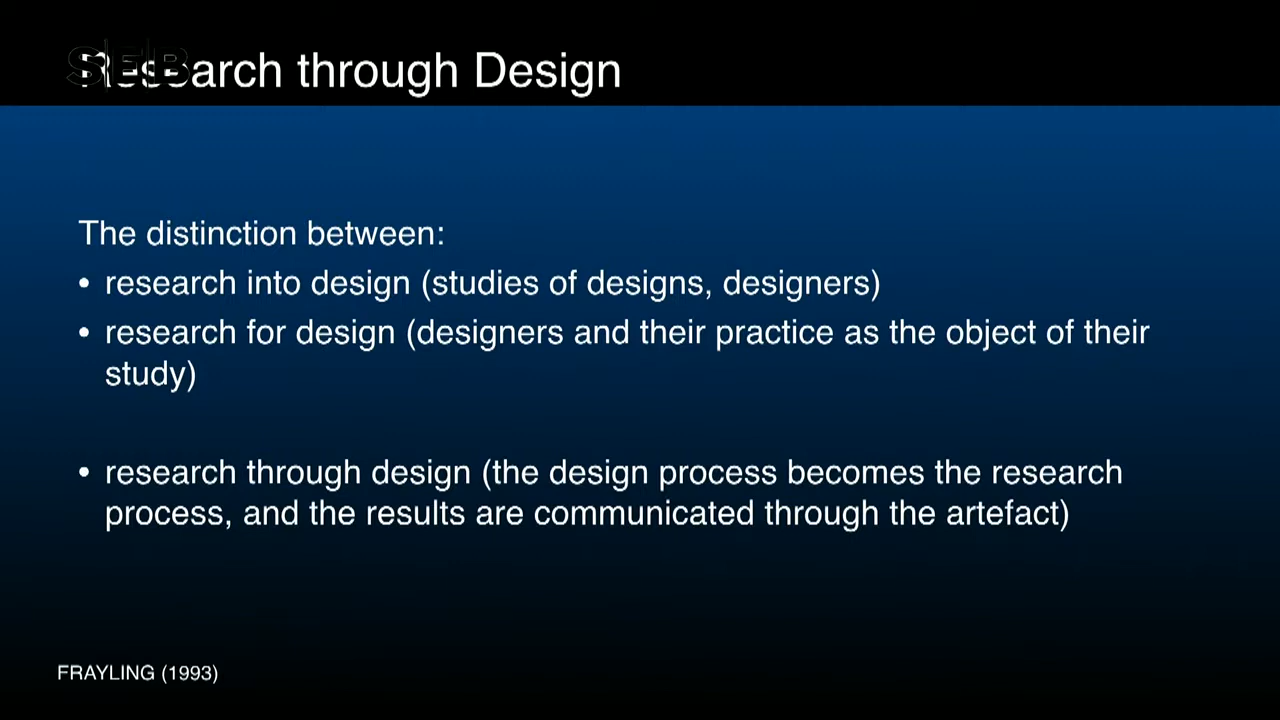 SEB
Research through Design
The distinction between:
• research into design (studies of designs, designers)
• research for design (designers and their practice as the object of their
study)
• research through design (the design process becomes the research
process, and the results are communicated through the artefact)
FRAYLING (1993)